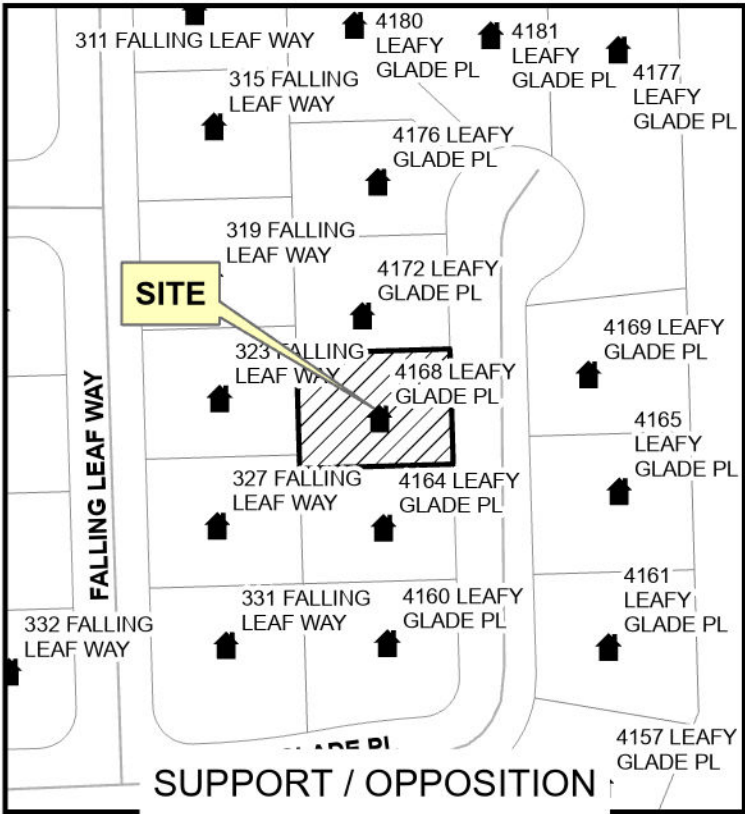 311 FALLING LEAF WAY
4180
LEAFY
GLADE PL
4181
LEAFY
GLADE PL
4177
LEAFY
GLADE PL
315 FALLING
LEAF WAY
4176 LEAFY
GLADE PL
319 FALLING
LEAF WAY
4172 LEAFY
GLADE PL
SITE
323 FALLING
LEAF WAY
4168 LEAFY
GLADE PL
4169 LEAFY
GLADE PL
4165
LEAFY
GLADE PL
FALLING LEAF WAY
327 FALLING
LEAF WAY
4164 LEAFY
GLADE PL
331 FALLING
LEAF WAY
4160 LEAFY
GLADE PL
4161
LEAFY
GLADE PL
332 FALLING
LEAF WAY
GLADE PL
4157 LEAFY
GLADE PL
SUPPORT / OPPOSITION